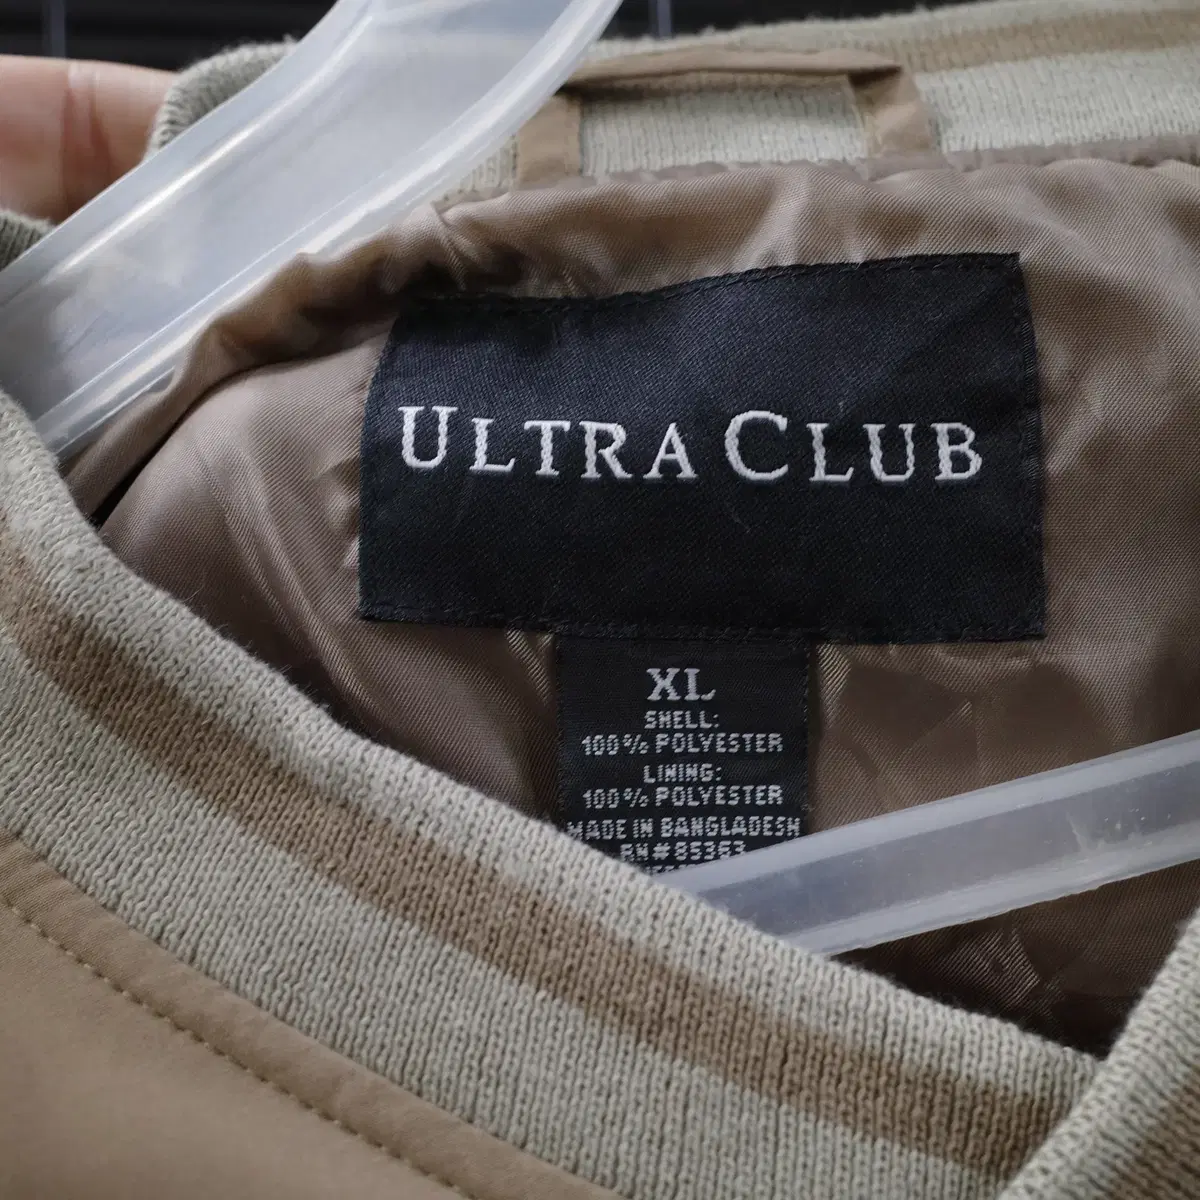 ULTRA CLUB
XL
SHELL:
100% POLYESTER
LINING:
100% POLYESTER
MADE IN BANGLADESH
RN#85363